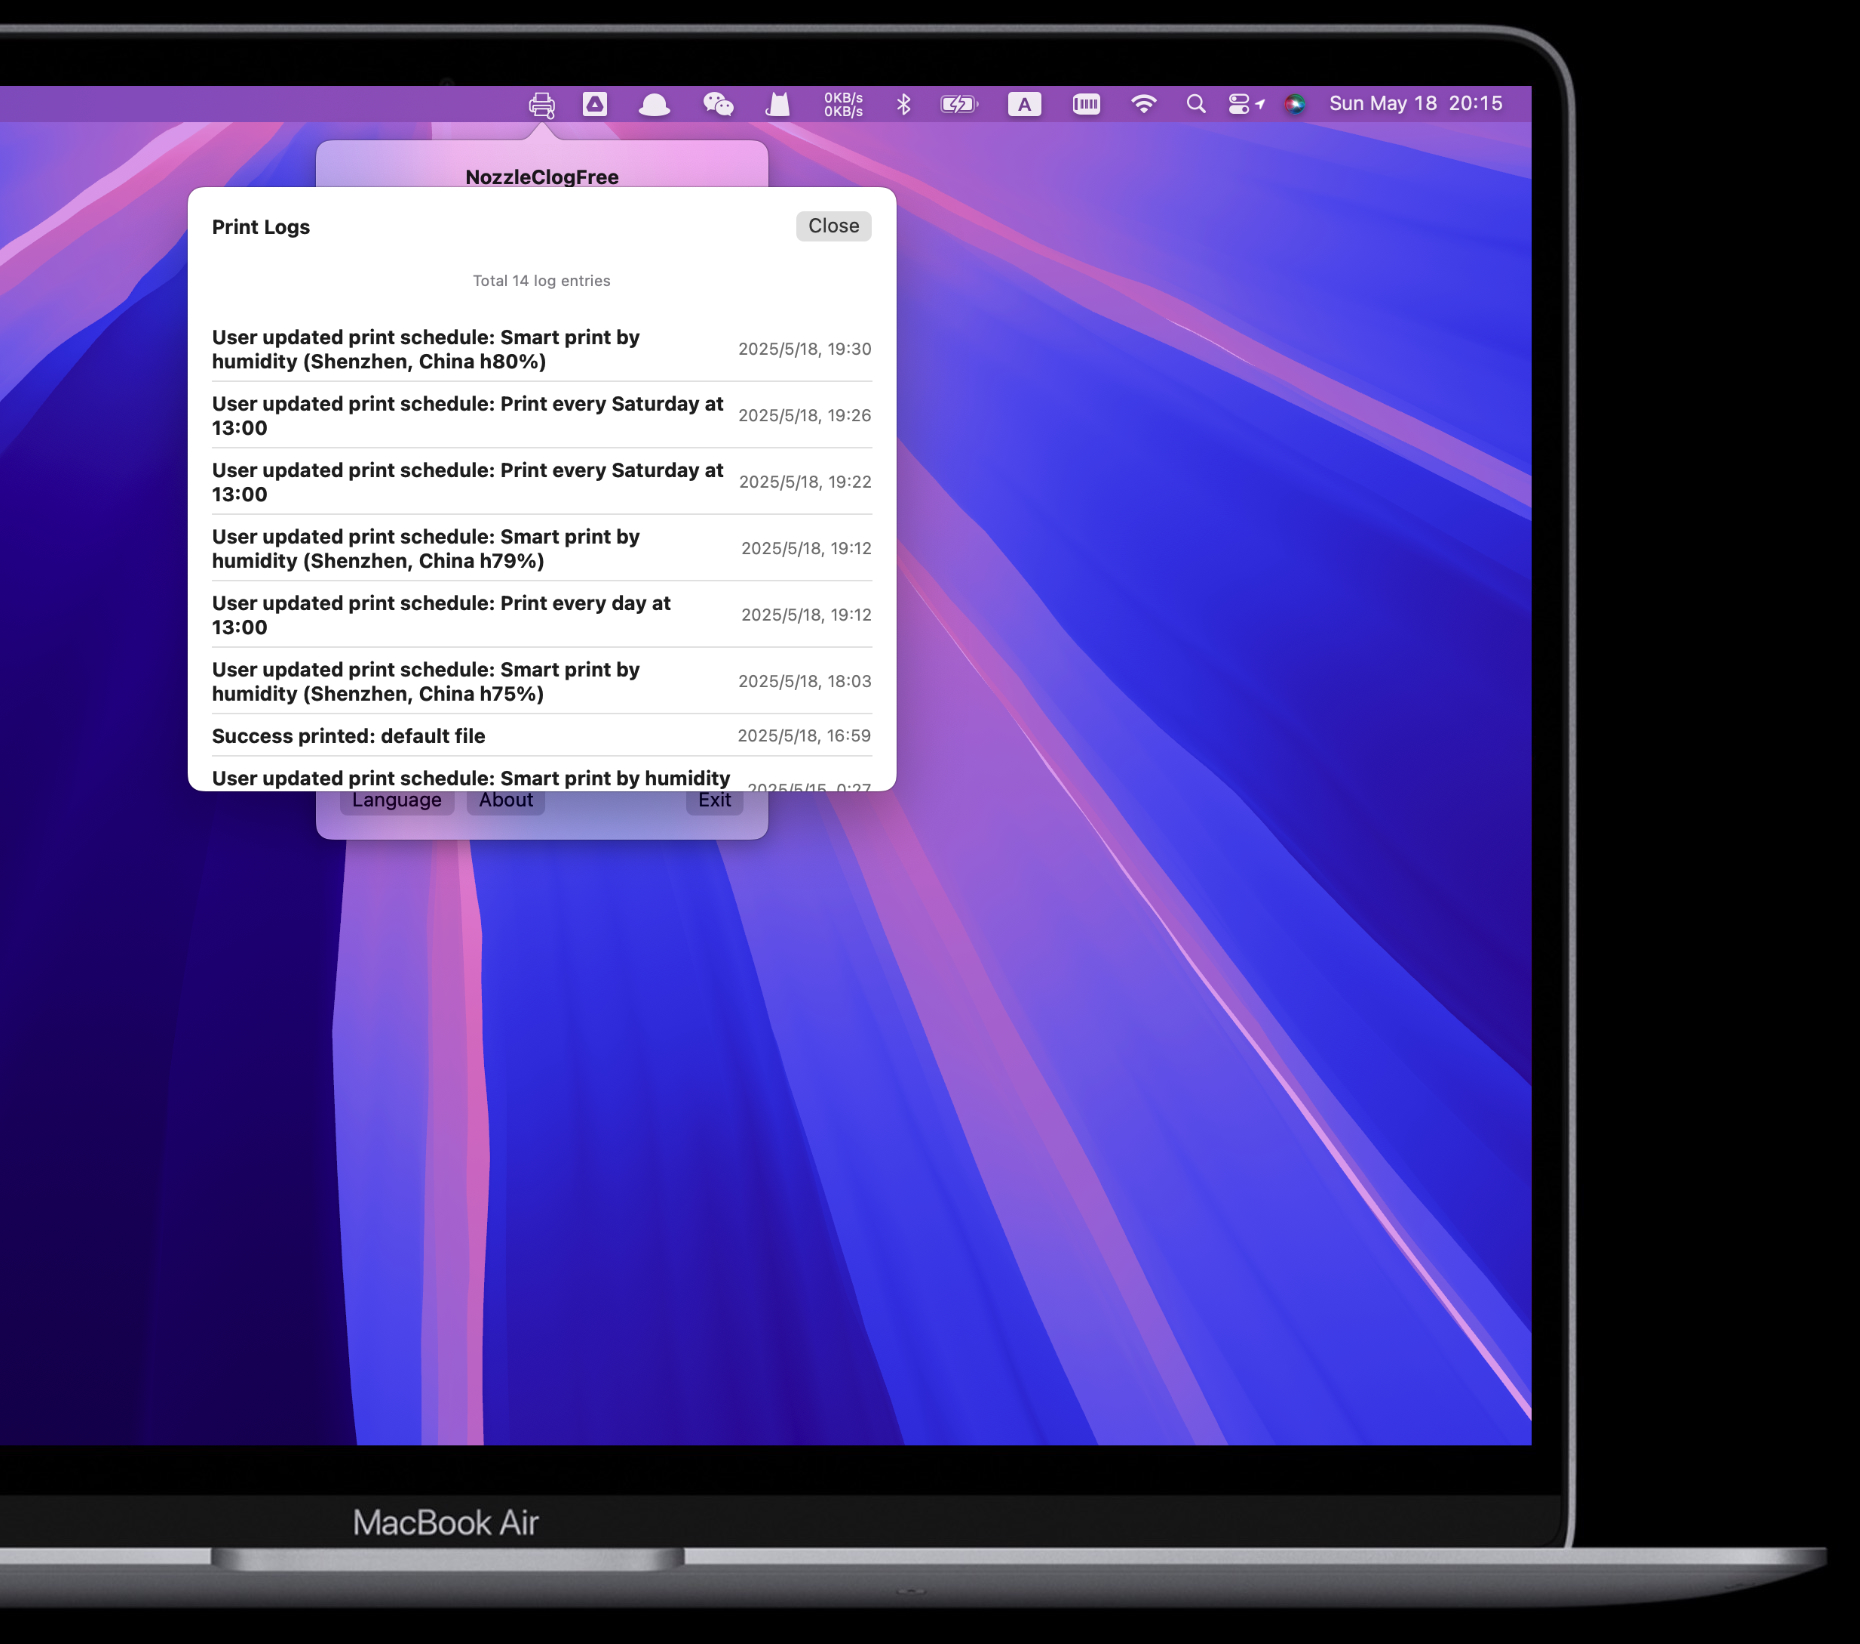 0KB/s
0KB/s
A
Sun May 18 20:15
NozzleClogFree
Print Logs
Close
Total 14 log entries
User updated print schedule: Smart print by
humidity (Shenzhen, China h80%)
2025/5/18, 19:30
User updated print schedule: Print every Saturday at
13:00
2025/5/18, 19:26
User updated print schedule: Print every Saturday at
13:00
2025/5/18, 19:22
User updated print schedule: Smart print by
humidity (Shenzhen, China h79%)
2025/5/18, 19:12
User updated print schedule: Print every day at
13:00
2025/5/18, 19:12
User updated print schedule: Smart print by
humidity (Shenzhen, China h75%)
2025/5/18, 18:03
Success printed: default file
2025/5/18, 16:59
User updated print schedule: Smart print by humidity
2025/5/15, 0:27
Language
About
Exit
MacBook Air